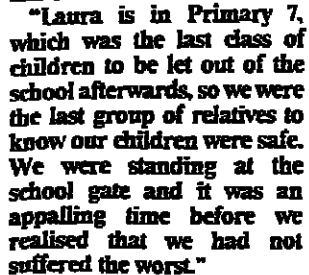 "Laura is in Primary 7,
which was the last class of
children to be let out of the
school afterwards, so we were
the last group of relatives to
know our children were safe.
We were standing at the
school gate and it was an
appalling time before we
realised that we had not
suffered the worst."